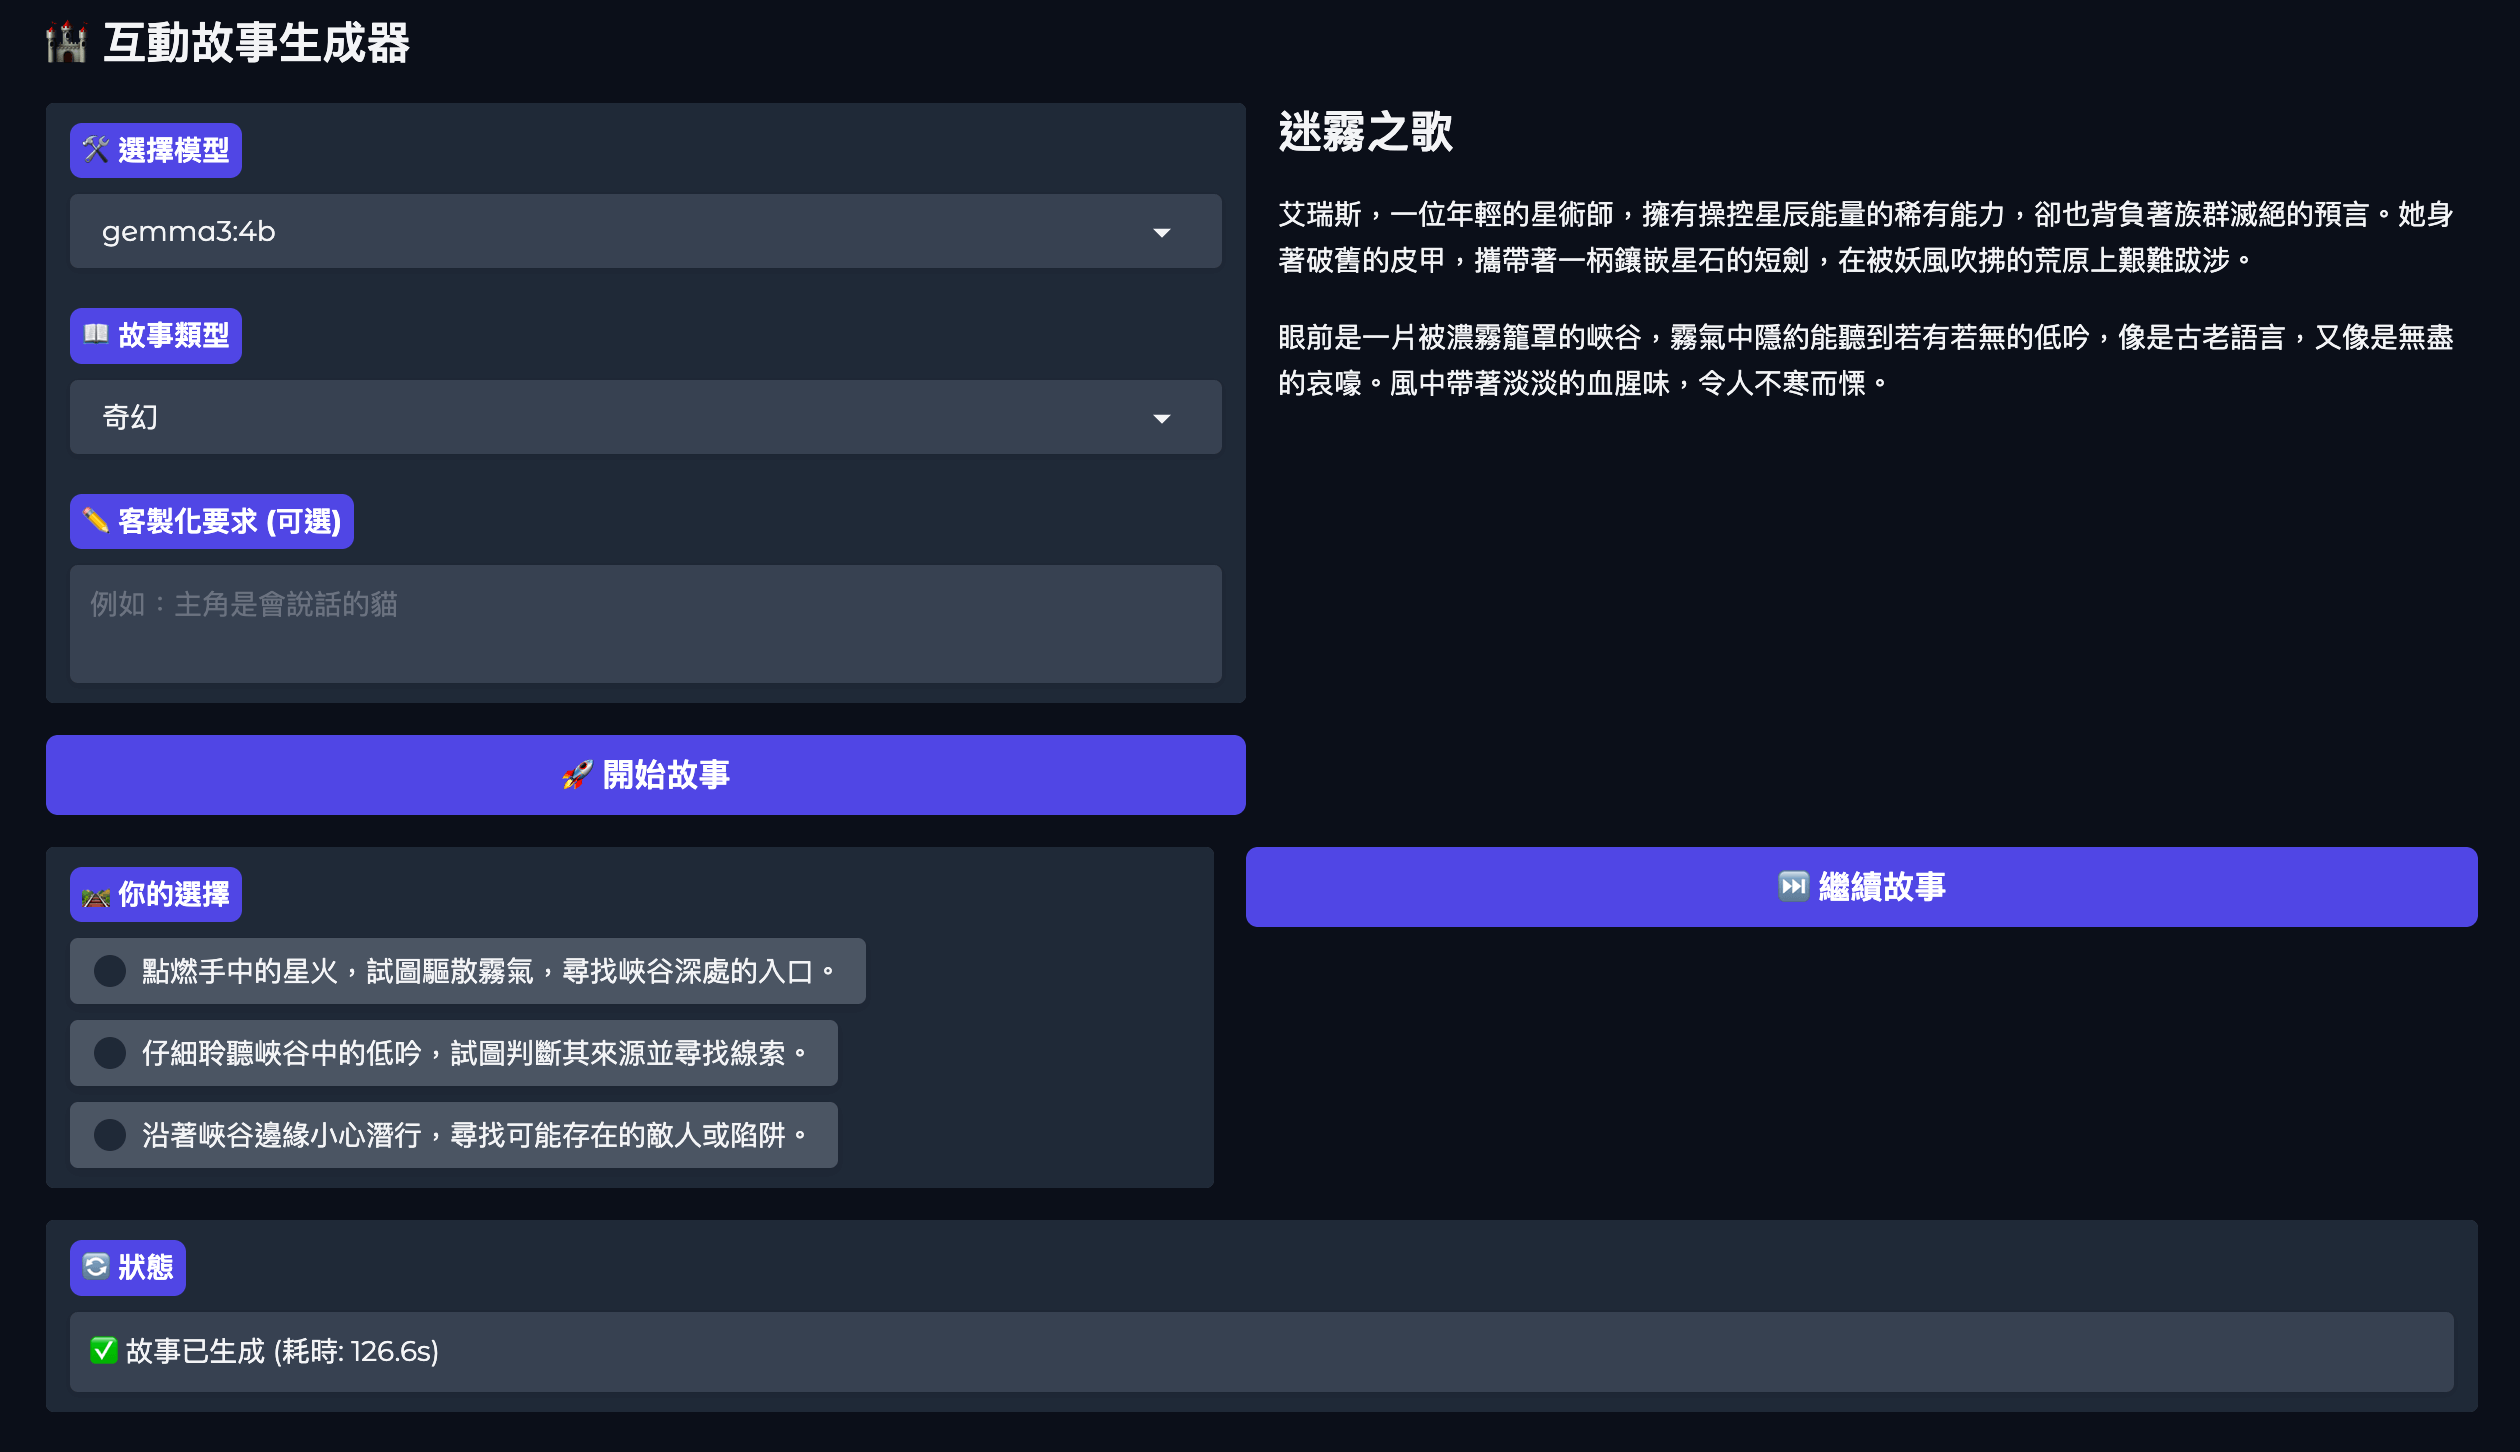 🏰 互動故事生成器
🛠️ 選擇模型
gemma3:4b
📖 故事類型
奇幻
✏️ 客製化要求 (可選)
例如：主角是會說話的貓
🚀 開始故事
迷霧之歌
艾瑞斯，一位年輕的星術師，擁有操控星辰能量的稀有能力，卻也背負著族群滅絕的預言。她身
著破舊的皮甲，攜帶著一柄鑲嵌星石的短劍，在被妖風吹拂的荒原上艱難跋涉。
眼前是一片被濃霧籠罩的峽谷，霧氣中隱約能聽到若有若無的低吟，像是古老語言，又像是無盡
的哀嚎。風中帶著淡淡的血腥味，令人不寒而慄。
🛤️ 你的選擇
點燃手中的星火，試圖驅散霧氣，尋找峽谷深處的入口。
仔細聆聽峽谷中的低吟，試圖判斷其來源並尋找線索。
沿著峽谷邊緣小心潛行，尋找可能存在的敵人或陷阱。
⏭️ 繼續故事
🔄 狀態
✅ 故事已生成 (耗時: 126.6s)